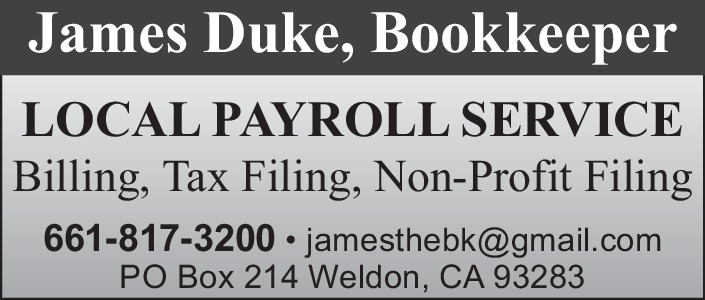 James Duke, Bookkeeper
LOCAL PAYROLL SERVICE
Billing, Tax Filing, Non-Profit Filing
661-817-3200 • jamesthebk@gmail.com
PO Box 214 Weldon, CA 93283